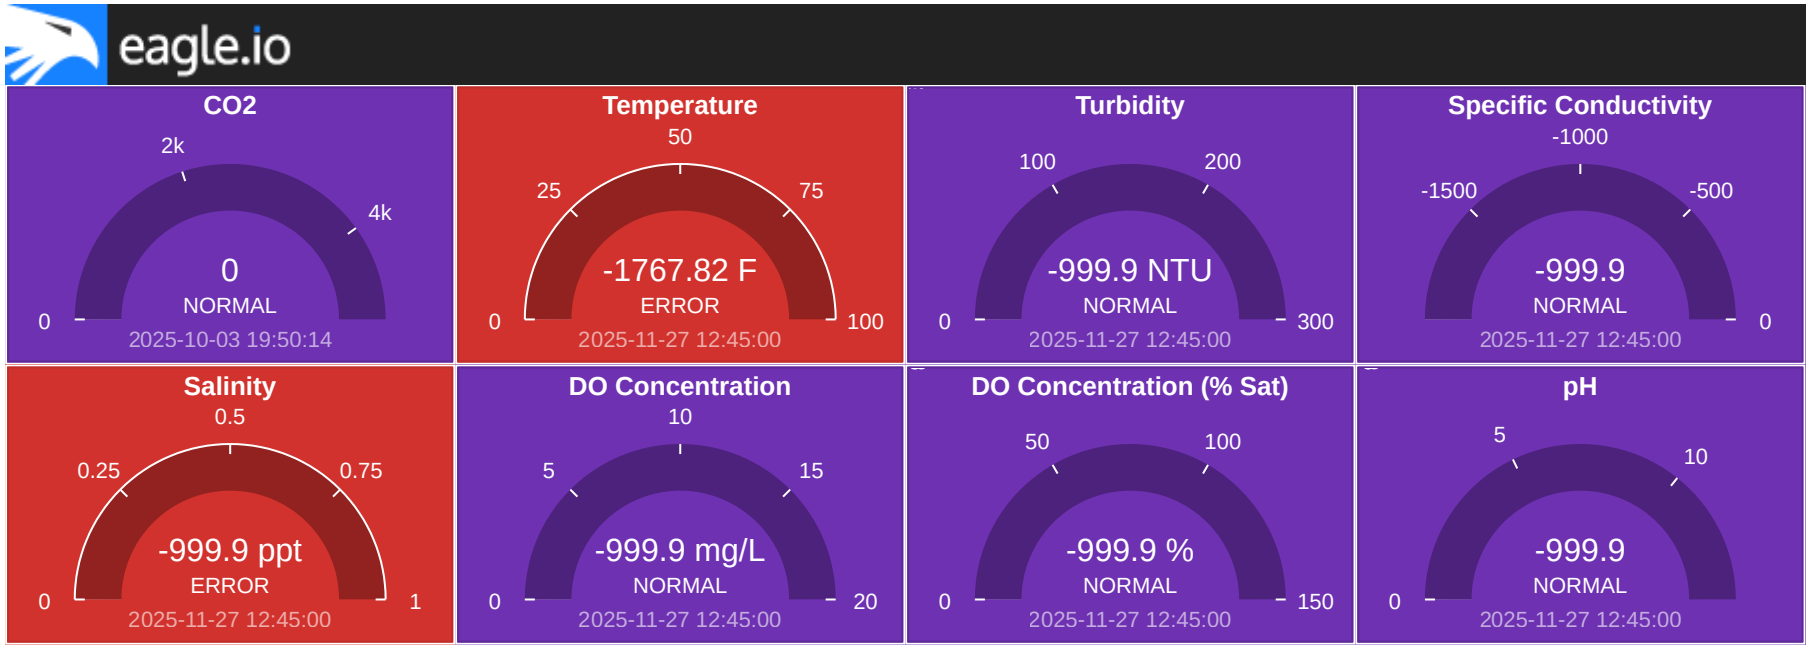 eagle.io
CO2
2k
4k
0
NORMAL
0
2025-10-03 19:50:14
Temperature
50
25
75
-1767.82 F
ERROR
0
100
2025-11-27 12:45:00
Turbidity
100
200
-999.9 NTU
NORMAL
0
300
2025-11-27 12:45:00
Specific Conductivity
-1000
-1500
-500
-999.9
NORMAL
0
2025-11-27 12:45:00
Salinity
0.5
0.25
0.75
-999.9 ppt
ERROR
0
1
2025-11-27 12:45:00
DO Concentration
10
5
15
-999.9 mg/L
NORMAL
0
20
2025-11-27 12:45:00
DO Concentration (% Sat)
50
100
-999.9 %
NORMAL
0
150
2025-11-27 12:45:00
pH
5
10
-999.9
NORMAL
0
2025-11-27 12:45:00